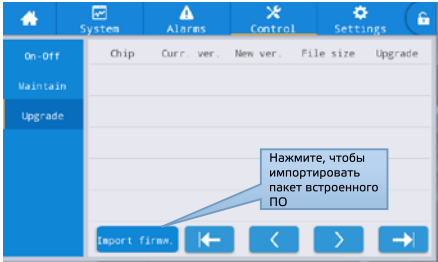 System Alarms Control Settings
On-Off
Chip Curr. ver. New ver. File size Upgrade
Maintain
Upgrade
Нажмите, чтобы
импортировать
пакет встроенного
ПО
Import firmw.